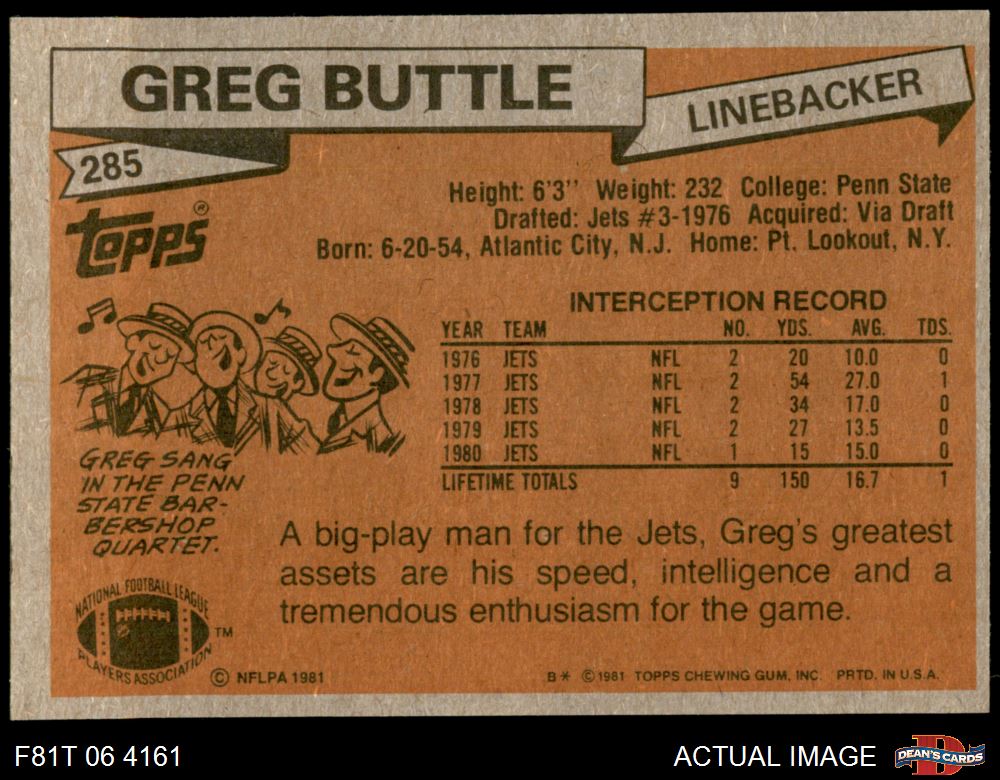 GREG BUTTLE
LINEBACKER
285
TOPPS®
Height: 6'3'' Weight: 232 College: Penn State
Drafted: Jets #3-1976 Acquired: Via Draft
Born: 6-20-54, Atlantic City, N.J. Home: Pt. Lookout, N.Y.
INTERCEPTION RECORD
YEAR TEAM NO. YDS. AVG. TDS.
1976 JETS NFL 2 20 10.0 0
1977 JETS NFL 2 54 27.0 1
1978 JETS NFL 2 34 17.0 0
1979 JETS NFL 2 27 13.5 0
1980 JETS NFL 1 15 15.0 0
LIFETIME TOTALS 9 150 16.7 1
GREG SANG
IN THE PENN
STATE BAR-
BERSHOP
QUARTET.
A big-play man for the Jets, Greg's greatest
assets are his speed, intelligence and a
tremendous enthusiasm for the game.
NATIONAL FOOTBALL LEAGUE
PLAYERS ASSOCIATION
TM
© NFLPA 1981
B* ©1981 TOPPS CHEWING GUM, INC. PRTD. IN U.S.A.
F81T 06 4161
ACTUAL IMAGE
D
DEAN'S CARDS